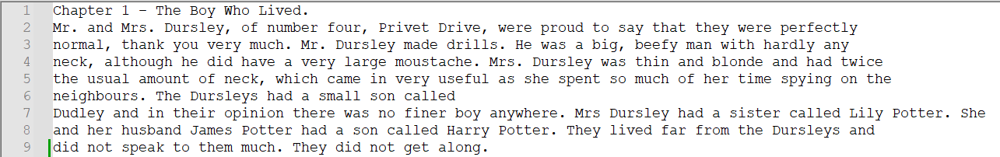 1 Chapter 1 - The Boy Who Lived.
2 Mr. and Mrs. Dursley, of number four, Privet Drive, were proud to say that they were perfectly
3 normal, thank you very much. Mr. Dursley made drills. He was a big, beefy man with hardly any
4 neck, although he did have a very large moustache. Mrs. Dursley was thin and blonde and had twice
5 the usual amount of neck, which came in very useful as she spent so much of her time spying on the
6 neighbours. The Dursleys had a small son called
7 Dudley and in their opinion there was no finer boy anywhere. Mrs Dursley had a sister called Lily Potter. She
8 and her husband James Potter had a son called Harry Potter. They lived far from the Dursleys and
9 did not speak to them much. They did not get along.